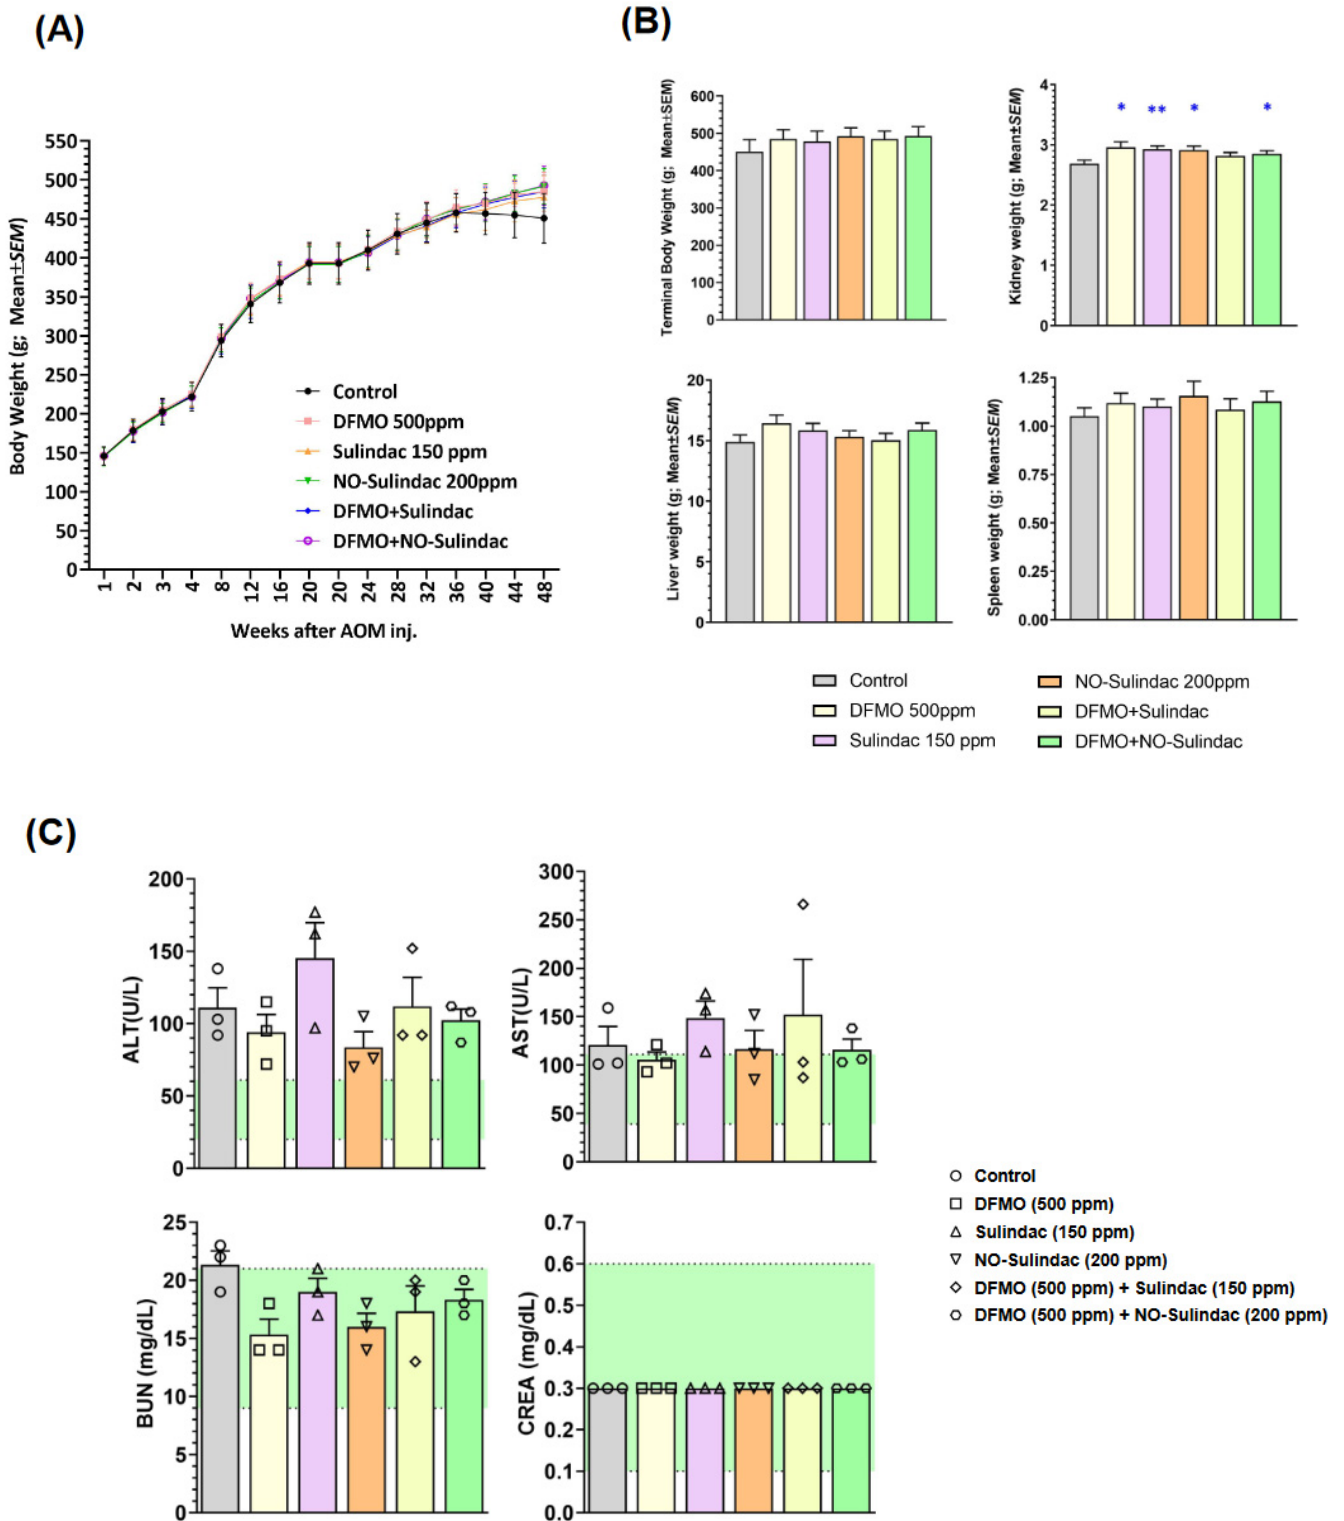 (A)
550
500
450
400
350
300
250
200
150
100
50
0
Body Weight (g; Mean±SEM)
1 2 3 4 8 12 16 20 20 24 28 32 36 40 44 48
Weeks after AOM inj.
Control
DFMO 500ppm
Sulindac 150 ppm
NO-Sulindac 200ppm
DFMO+Sulindac
DFMO+NO-Sulindac
(B)
600
500
400
300
200
100
0
Terminal Body Weight (g; Mean±SEM)
4
3
2
1
0
Kidney weight (g; Mean±SEM)
* ** * *
20
15
10
5
0
Liver weight (g; Mean±SEM)
1.25
1.00
0.75
0.50
0.25
0.00
Spleen weight (g; Mean±SEM)
Control
DFMO 500ppm
Sulindac 150 ppm
NO-Sulindac 200ppm
DFMO+Sulindac
DFMO+NO-Sulindac
(C)
200
150
100
50
0
ALT(U/L)
300
250
200
150
100
50
0
AST(U/L)
25
20
15
10
5
0
BUN (mg/dL)
0.7
0.6
0.5
0.4
0.3
0.2
0.1
0.0
CREA (mg/dL)
Control
DFMO (500 ppm)
Sulindac (150 ppm)
NO-Sulindac (200 ppm)
DFMO (500 ppm) + Sulindac (150 ppm)
DFMO (500 ppm) + NO-Sulindac (200 ppm)